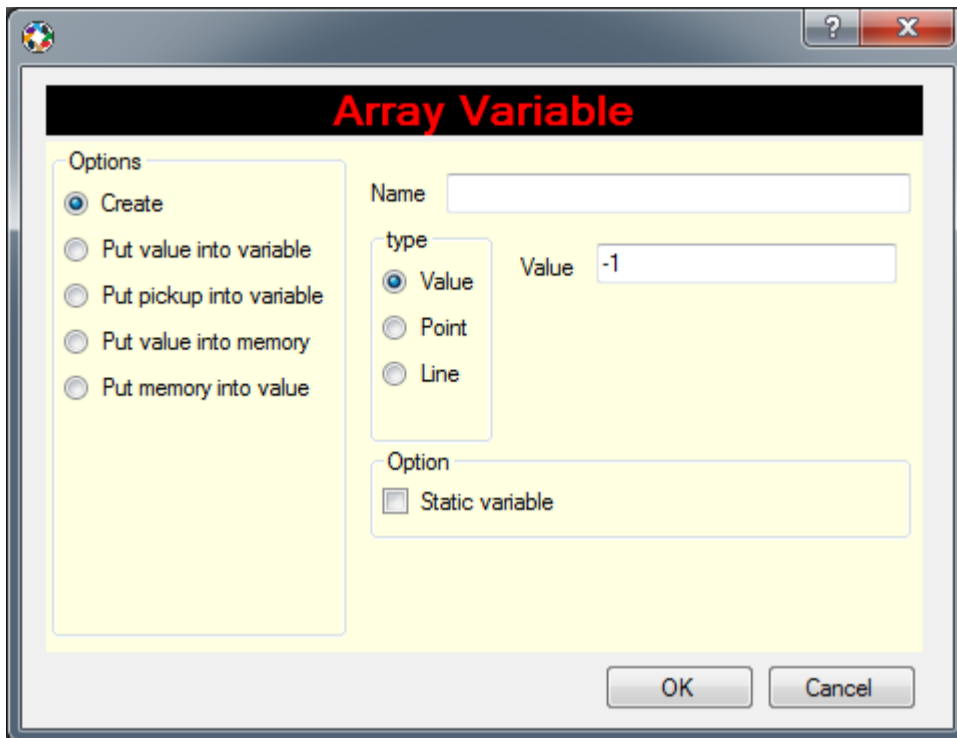 Array Variable
Options
Create
Put value into variable
Put pickup into variable
Put value into memory
Put memory into value
Name
type
Value
Point
Line
Value -1
Option
Static variable
OK
Cancel